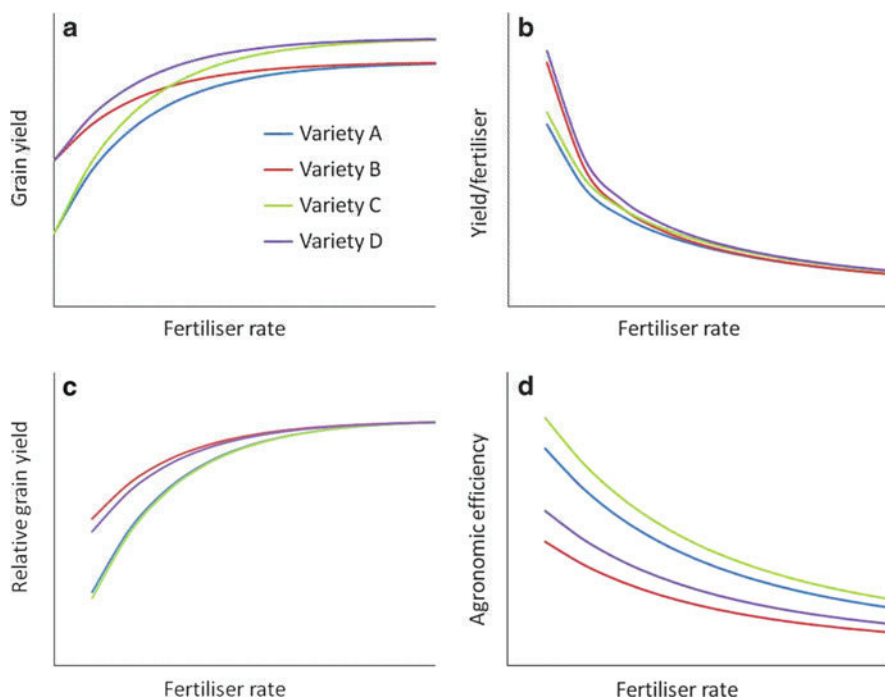 a
Grain yield
Variety A
Variety B
Variety C
Variety D
Fertiliser rate
b
Yield/fertiliser
Fertiliser rate
c
Relative grain yield
Fertiliser rate
d
Agronomic efficiency
Fertiliser rate